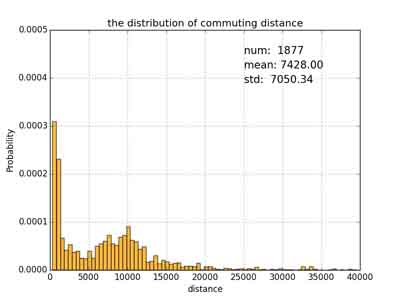 the distribution of commuting distance
0.0005
num: 1877
mean: 7428.00
std: 7050.34
0.0004
0.0003
Probability
0.0002
0.0001
0.0000
0 5000 10000 15000 20000 25000 30000 35000 40000
distance